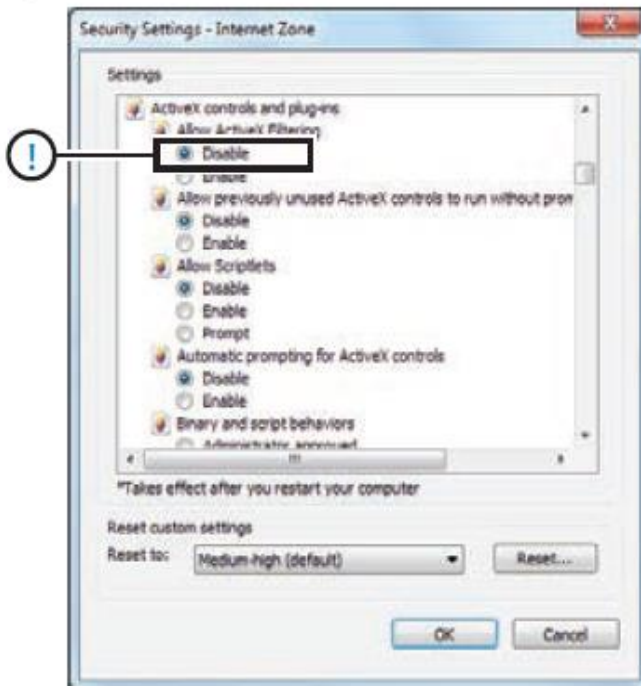 Security Settings - Internet Zone
Settings
ActiveX controls and plug-ins
Allow ActiveX Filtering
Disable
!
Enable
Allow previously unused ActiveX controls to run without prom
Disable
Enable
Allow Scriptlets
Disable
Enable
Prompt
Automatic prompting for ActiveX controls
Disable
Enable
Binary and script behaviors
Administrator approved
*Takes effect after you restart your computer
Reset custom settings
Reset to: Medium-high (default) Reset...
OK Cancel